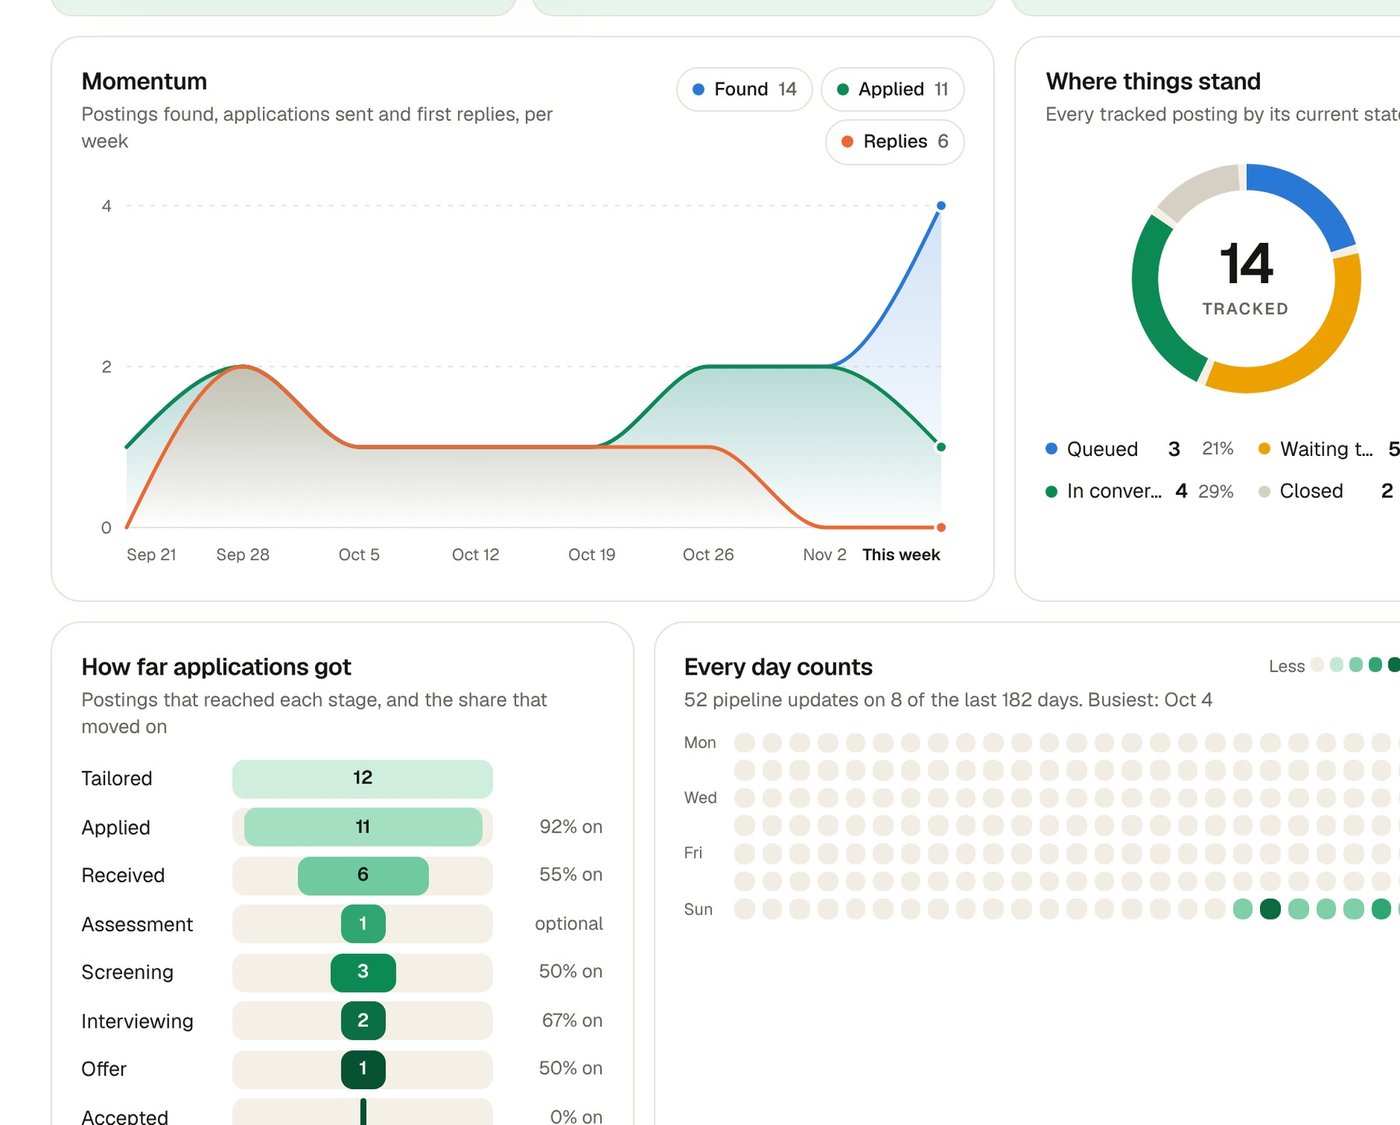 Momentum
Postings found, applications sent and first replies, per
week
Found 14
Applied 11
Replies 6
4
2
0
Sep 21
Sep 28
Oct 5
Oct 12
Oct 19
Oct 26
Nov 2
This week
Where things stand
Every tracked posting by its current
14
TRACKED
Queued 3 21%
Waiting t... 5
In conver... 4 29%
Closed 2
How far applications got
Postings that reached each stage, and the share that
moved on
Tailored 12
Applied 11 92% on
Received 6 55% on
Assessment 1 optional
Screening 3 50% on
Interviewing 2 67% on
Offer 1 50% on
Accepted 0% on
Every day counts
Less
52 pipeline updates on 8 of the last 182 days. Busiest: Oct 4
Mon
Wed
Fri
Sun